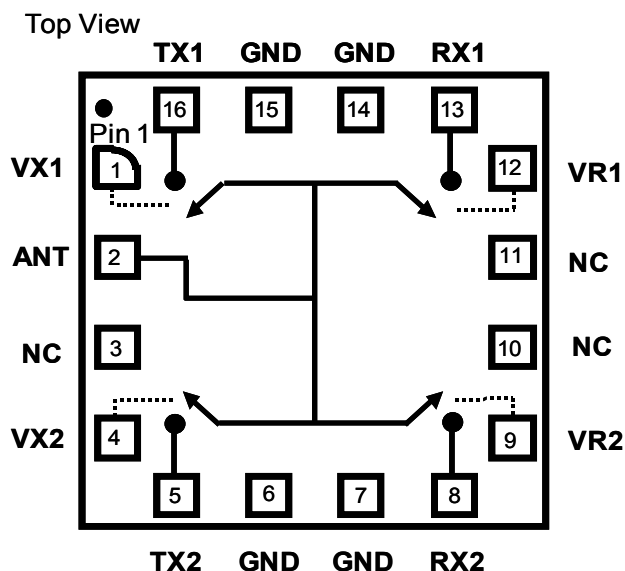 Top View
TX1 GND GND RX1
16 15 14 13
Pin 1
VX1 1 12 VR1
ANT 2 11 NC
NC 3 10 NC
VX2 4 9 VR2
5 6 7 8
TX2 GND GND RX2